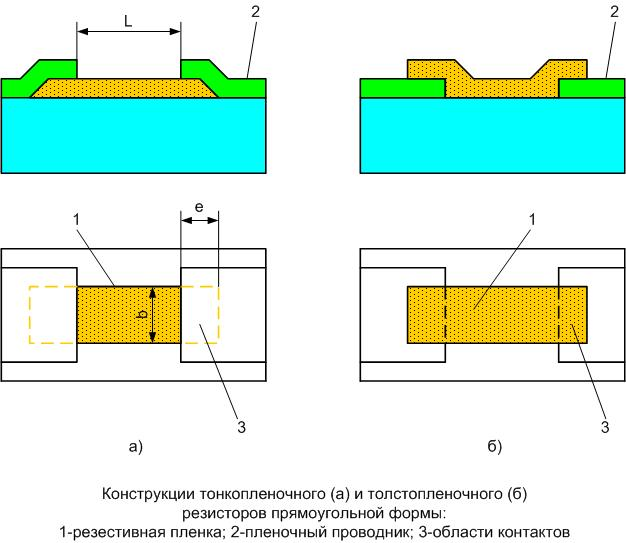 L
2
2
1
e
b
3
1
3
а)
б)
Конструкции тонкопленочного (а) и толстопленочного (б)
резисторов прямоугольной формы:
1-резестивная пленка; 2-пленочный проводник; 3-области контактов